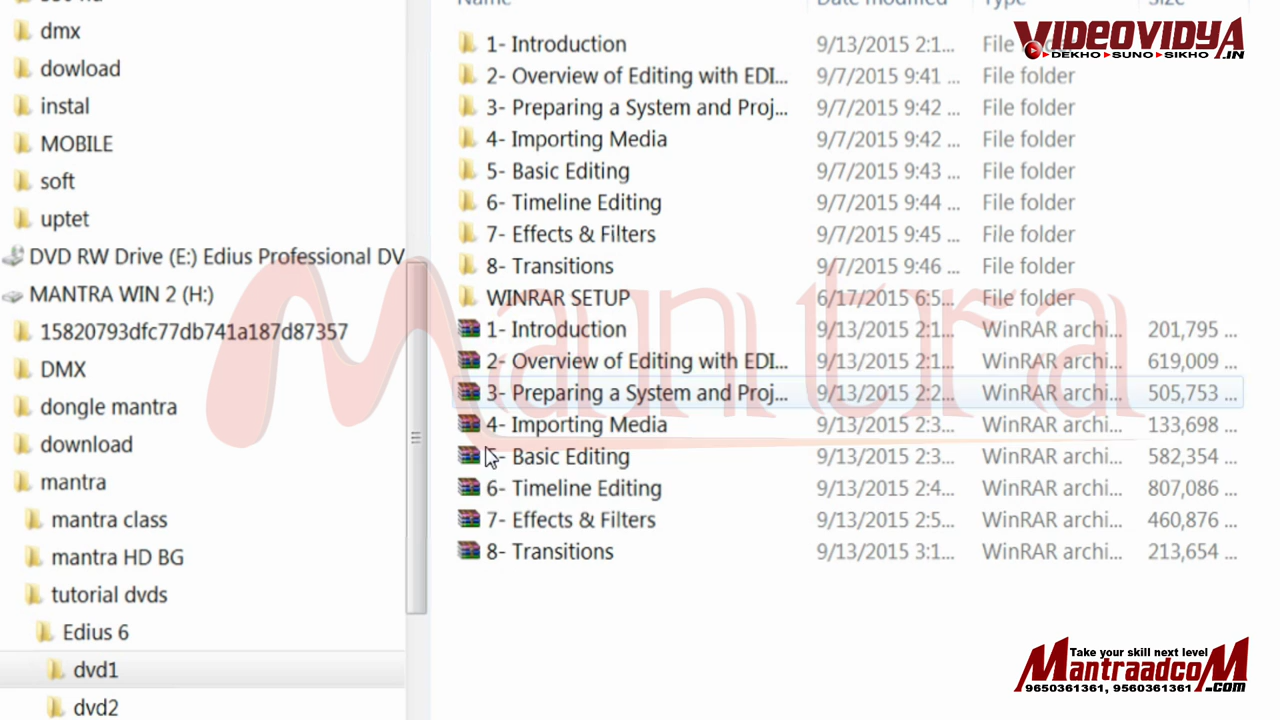 Name Date modified Type Size
dmx
dowload
instal
MOBILE
soft
uptet
DVD RW Drive (E:) Edius Professional DV
MANTRA WIN 2 (H:)
15820793dfc77db741a187d87357
DMX
dongle mantra
download
mantra
mantra class
mantra HD BG
tutorial dvds
Edius 6
dvd1
dvd2
1- Introduction 9/13/2015 2:1... File folder
2- Overview of Editing with EDI... 9/7/2015 9:41 ... File folder
3- Preparing a System and Proj... 9/7/2015 9:42 ... File folder
4- Importing Media 9/7/2015 9:42 ... File folder
5- Basic Editing 9/7/2015 9:43 ... File folder
6- Timeline Editing 9/7/2015 9:44 ... File folder
7- Effects & Filters 9/7/2015 9:45 ... File folder
8- Transitions 9/7/2015 9:46 ... File folder
WINRAR SETUP 6/17/2015 6:5... File folder
1- Introduction 9/13/2015 2:1... WinRAR archi... 201,795 ...
2- Overview of Editing with EDI... 9/13/2015 2:1... WinRAR archi... 619,009 ...
3- Preparing a System and Proj... 9/13/2015 2:2... WinRAR archi... 505,753 ...
4- Importing Media 9/13/2015 2:3... WinRAR archi... 133,698 ...
Basic Editing 9/13/2015 2:3... WinRAR archi... 582,354 ...
6- Timeline Editing 9/13/2015 2:4... WinRAR archi... 807,086 ...
7- Effects & Filters 9/13/2015 2:5... WinRAR archi... 460,876 ...
8- Transitions 9/13/2015 3:1... WinRAR archi... 213,654 ...
Mantra
VIDEOVIDYA
DEKHO SUNO SIKHO .IN
Take your skill next level
MantraadcoM
9650361361, 9560361361 .com